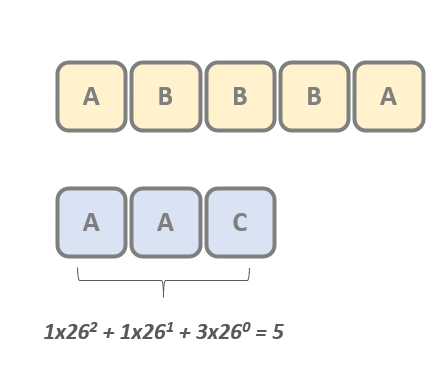 A B B B A
A A C
1x26² + 1x26¹ + 3x26⁰ = 5